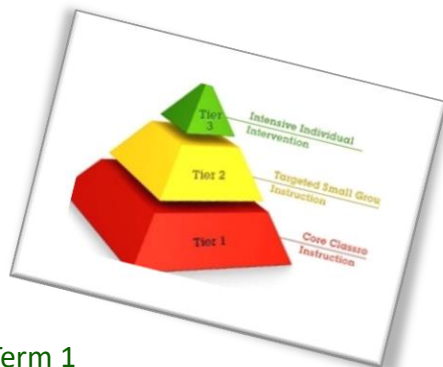 Tier
3
Intensive Individual
Intervention
Tier 2
Targeted Small Grou
Instruction
Tier 1
Core Classro
Instruction
Term 1